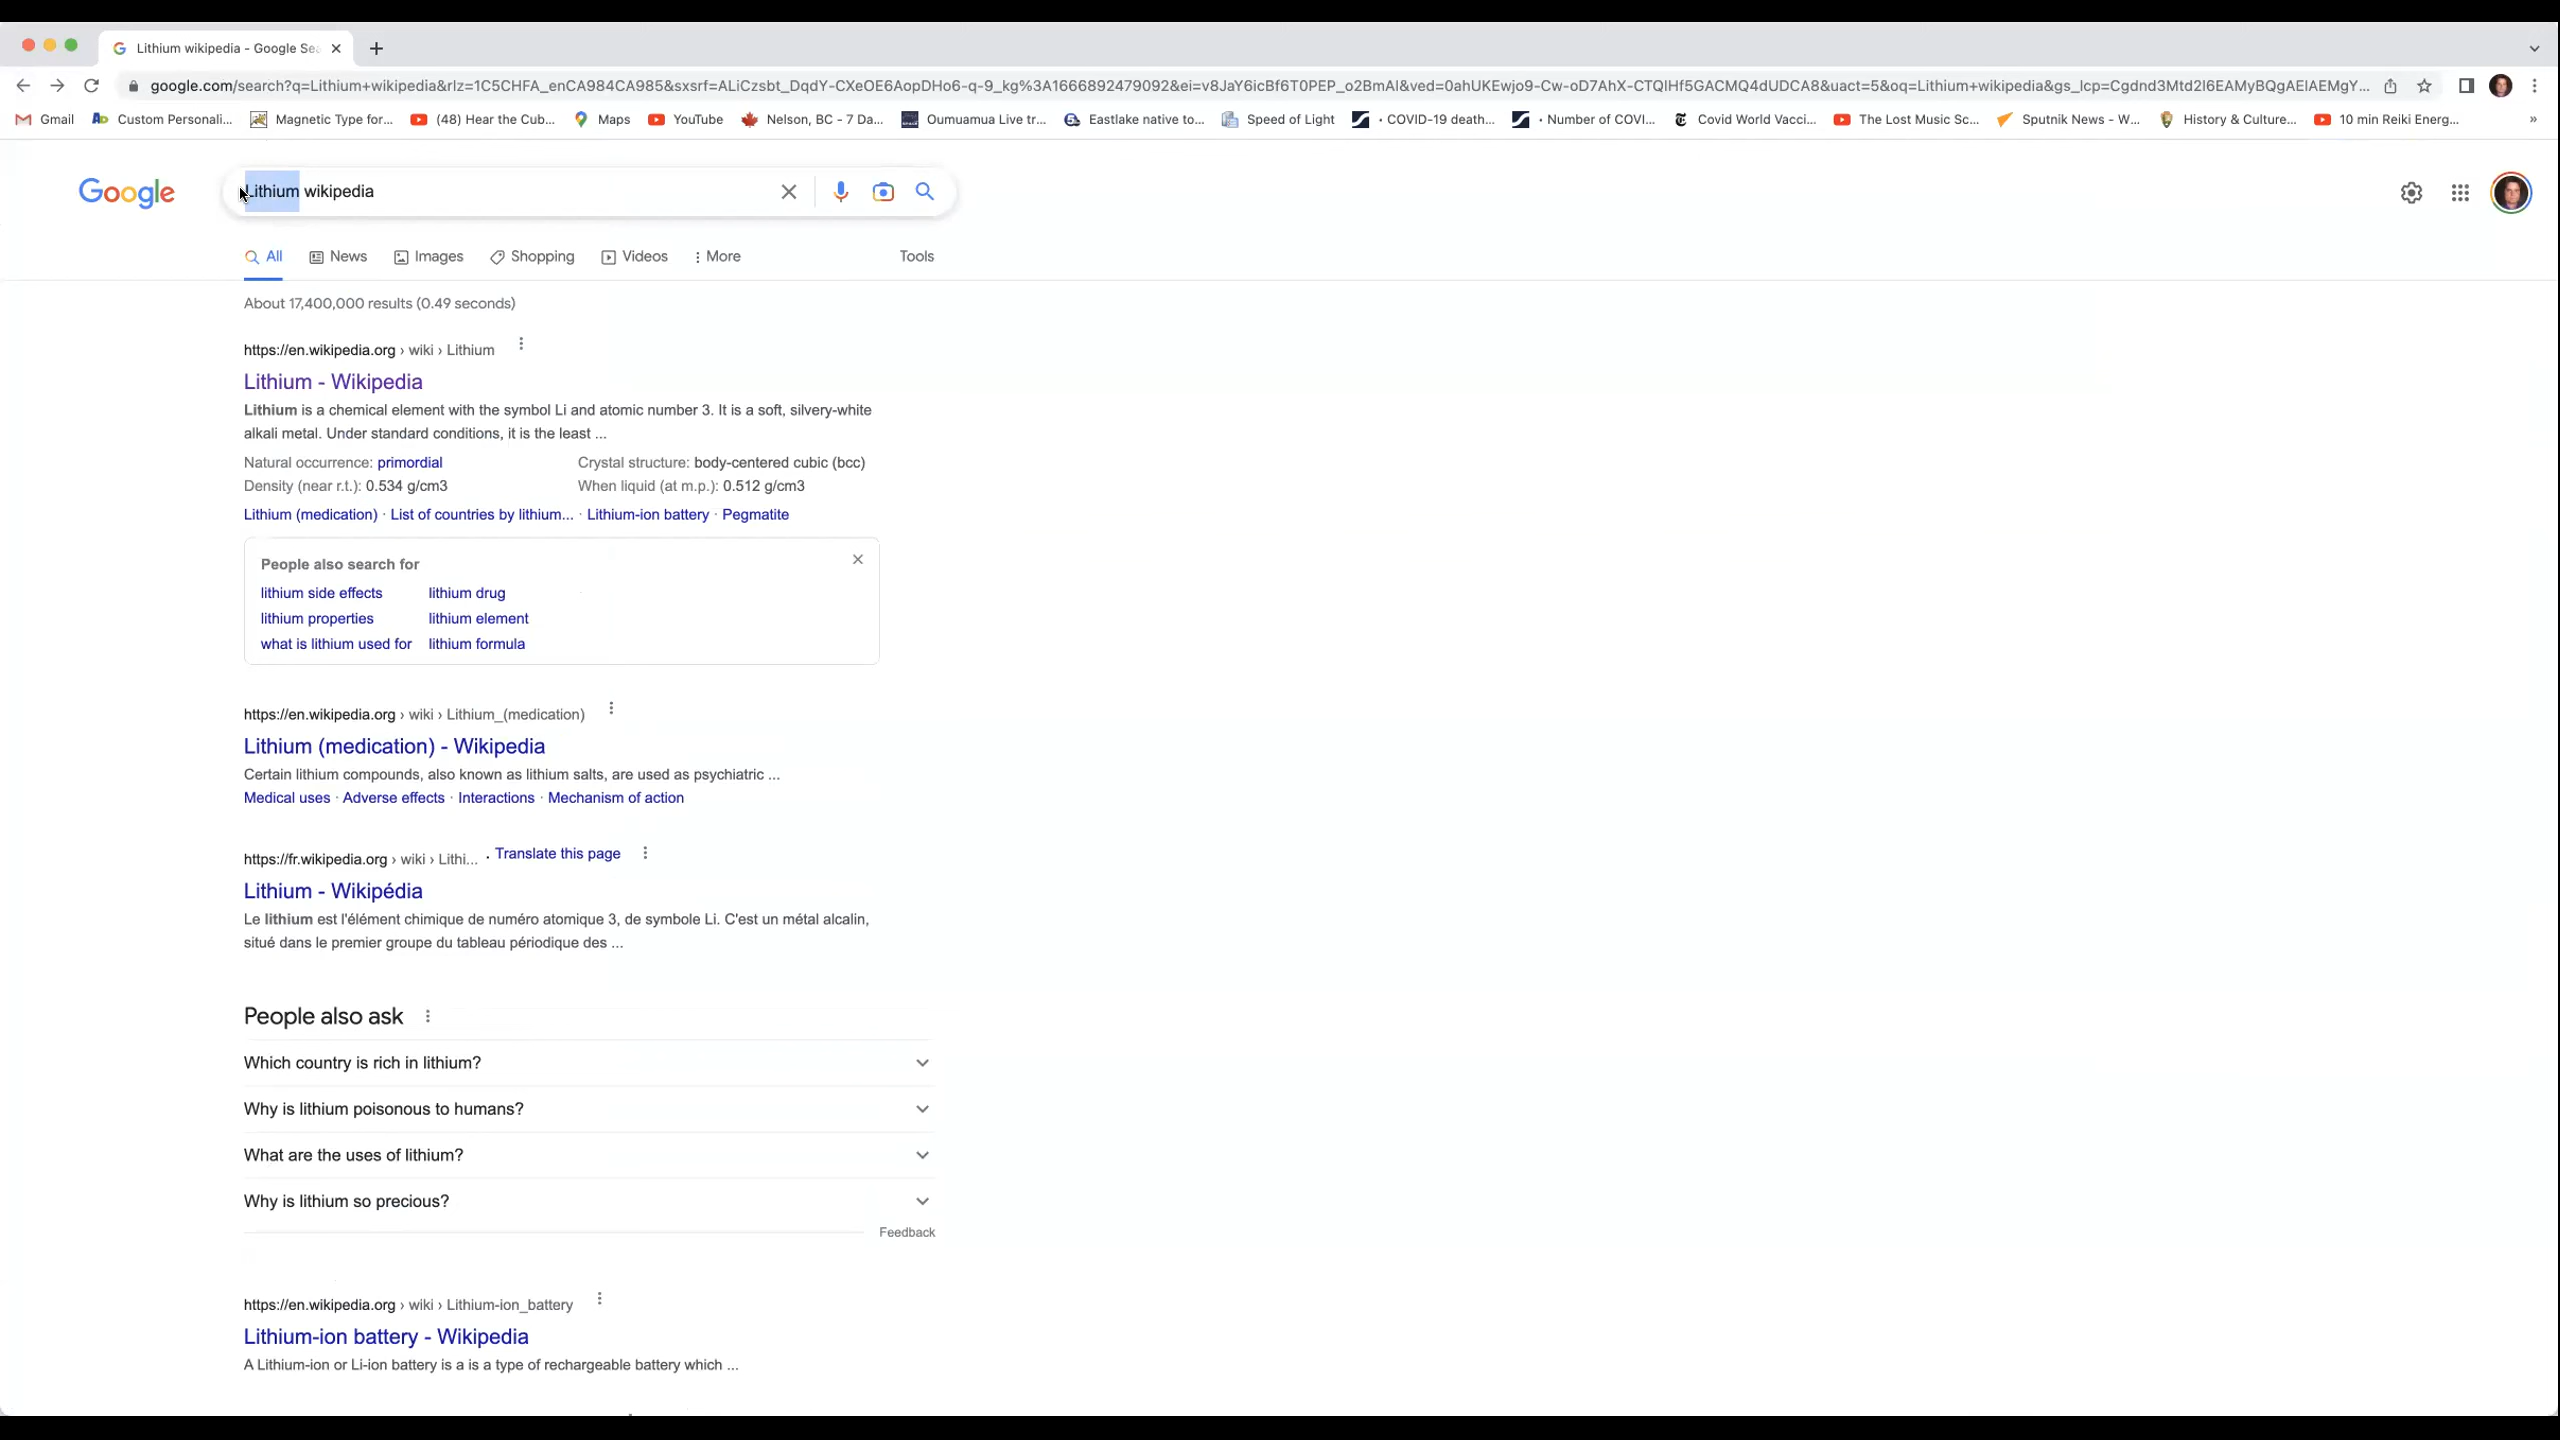 Lithium wikipedia - Google Se
google.com/search?q=Lithium+wikipedia&rlz=1C5CHFA_enCA984CA985&sxsrf=ALiCzsbt_DqdY-CXeOE6AopDHo6-q-9_kg%3A1666892479092&ei=v8JaY6icBf6T0PEP_o2BmAI&ved=0ahUKEwjo9-Cw-oD7AhX-CTQIHf5GACMQ4dUDCA8&uact=5&oq=Lithium+wikipedia&gs_lcp=Cgdnd3Mtd2l6EAMyBQgAEIAEMgY...
Gmail Custom Personali... Magnetic Type for... (48) Hear the Cub... Maps YouTube Nelson, BC - 7 Da... Oumuamua Live tr... Eastlake native to... Speed of Light · COVID-19 death... · Number of COVI... Covid World Vacci... The Lost Music Sc... Sputnik News - W... History & Culture... 10 min Reiki Energ... »
Google Lithium wikipedia
All News Images Shopping Videos More Tools
About 17,400,000 results (0.49 seconds)
https://en.wikipedia.org › wiki › Lithium
Lithium - Wikipedia
Lithium is a chemical element with the symbol Li and atomic number 3. It is a soft, silvery-white
alkali metal. Under standard conditions, it is the least ...
Natural occurrence: primordial Crystal structure: body-centered cubic (bcc)
Density (near r.t.): 0.534 g/cm3 When liquid (at m.p.): 0.512 g/cm3
Lithium (medication) · List of countries by lithium... · Lithium-ion battery · Pegmatite
People also search for
lithium side effects lithium drug
lithium properties lithium element
what is lithium used for lithium formula
https://en.wikipedia.org › wiki › Lithium_(medication)
Lithium (medication) - Wikipedia
Certain lithium compounds, also known as lithium salts, are used as psychiatric ...
Medical uses · Adverse effects · Interactions · Mechanism of action
https://fr.wikipedia.org › wiki › Lithi... · Translate this page
Lithium - Wikipédia
Le lithium est l'élément chimique de numéro atomique 3, de symbole Li. C'est un métal alcalin,
situé dans le premier groupe du tableau périodique des ...
People also ask
Which country is rich in lithium?
Why is lithium poisonous to humans?
What are the uses of lithium?
Why is lithium so precious?
Feedback
https://en.wikipedia.org › wiki › Lithium-ion_battery
Lithium-ion battery - Wikipedia
A Lithium-ion or Li-ion battery is a is a type of rechargeable battery which ...